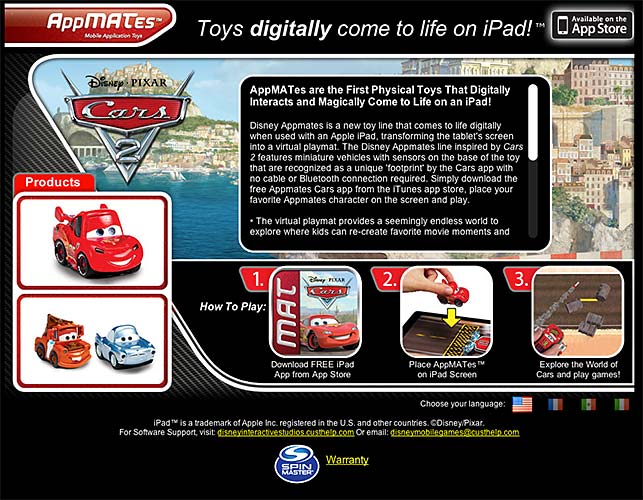 AppMATes™
Mobile Application Toys
Toys digitally come to life on iPad!™
Available on the
App Store
Disney · PIXAR
Cars
2
AppMATes are the First Physical Toys That Digitally
Interacts and Magically Come to Life on an iPad!
Disney Appmates is a new toy line that comes to life digitally
when used with an Apple iPad, transforming the tablet's screen
into a virtual playmat. The Disney Appmates line inspired by Cars
2 features miniature vehicles with sensors on the base of the toy
that are recognized as a unique 'footprint' by the Cars app with
no cable or Bluetooth connection required. Simply download the
free Appmates Cars app from the iTunes app store, place your
favorite Appmates character on the screen and play.
* The virtual playmat provides a seemingly endless world to
explore where kids can re-create favorite movie moments and
Products
How To Play:
1.
MAT
Disney · PIXAR
Cars
2
Download FREE iPad
App from App Store
2.
Place AppMATes™
on iPad Screen
3.
Explore the World of
Cars and play games!
Choose your language:
iPad™ is a trademark of Apple Inc. registered in the U.S. and other countries. ©Disney/Pixar.
For Software Support, visit: disneyinteractivestudios.custhelp.com Or email: disneymobilegames@custhelp.com
SPIN
MASTER
Warranty